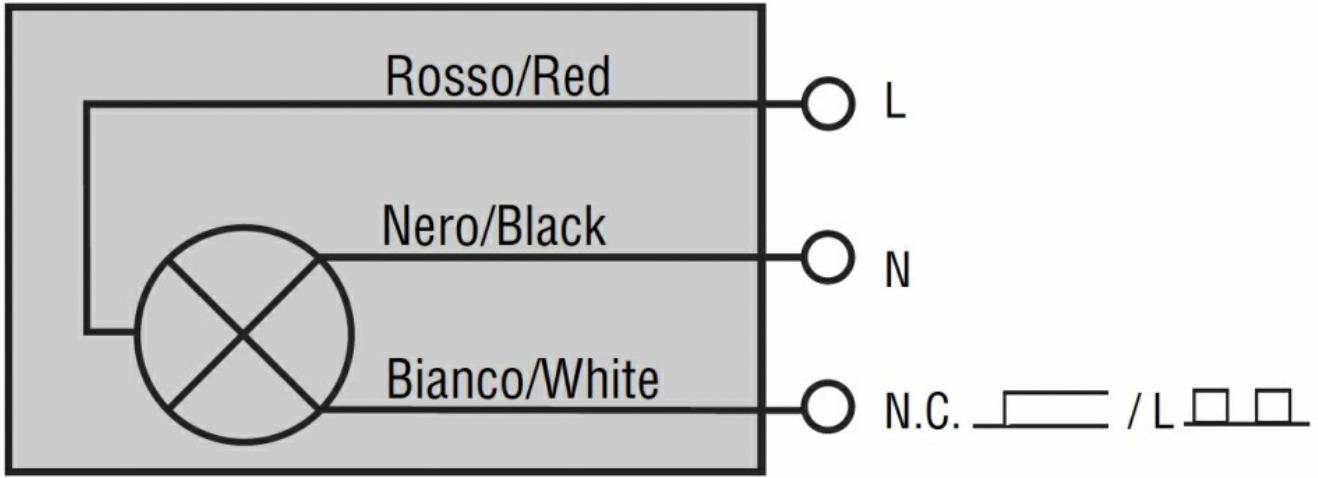 Rosso/Red
L
Nero/Black
N
Bianco/White
N.C. / L